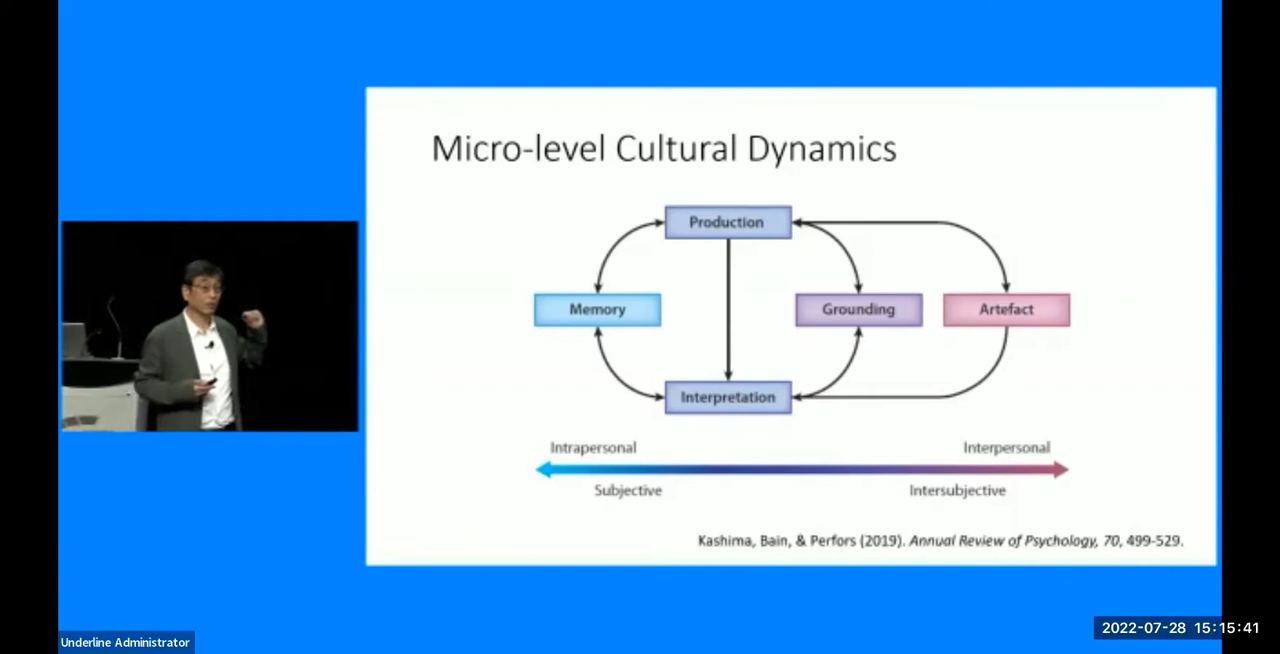 Micro-level Cultural Dynamics
Production
Memory
Grounding
Artefact
Interpretation
Intrapersonal
Interpersonal
Subjective
Intersubjective
Kashima, Bain, & Perfors (2019). Annual Review of Psychology, 70, 499-529.
Underline Administrator
2022-07-28 15:15:41